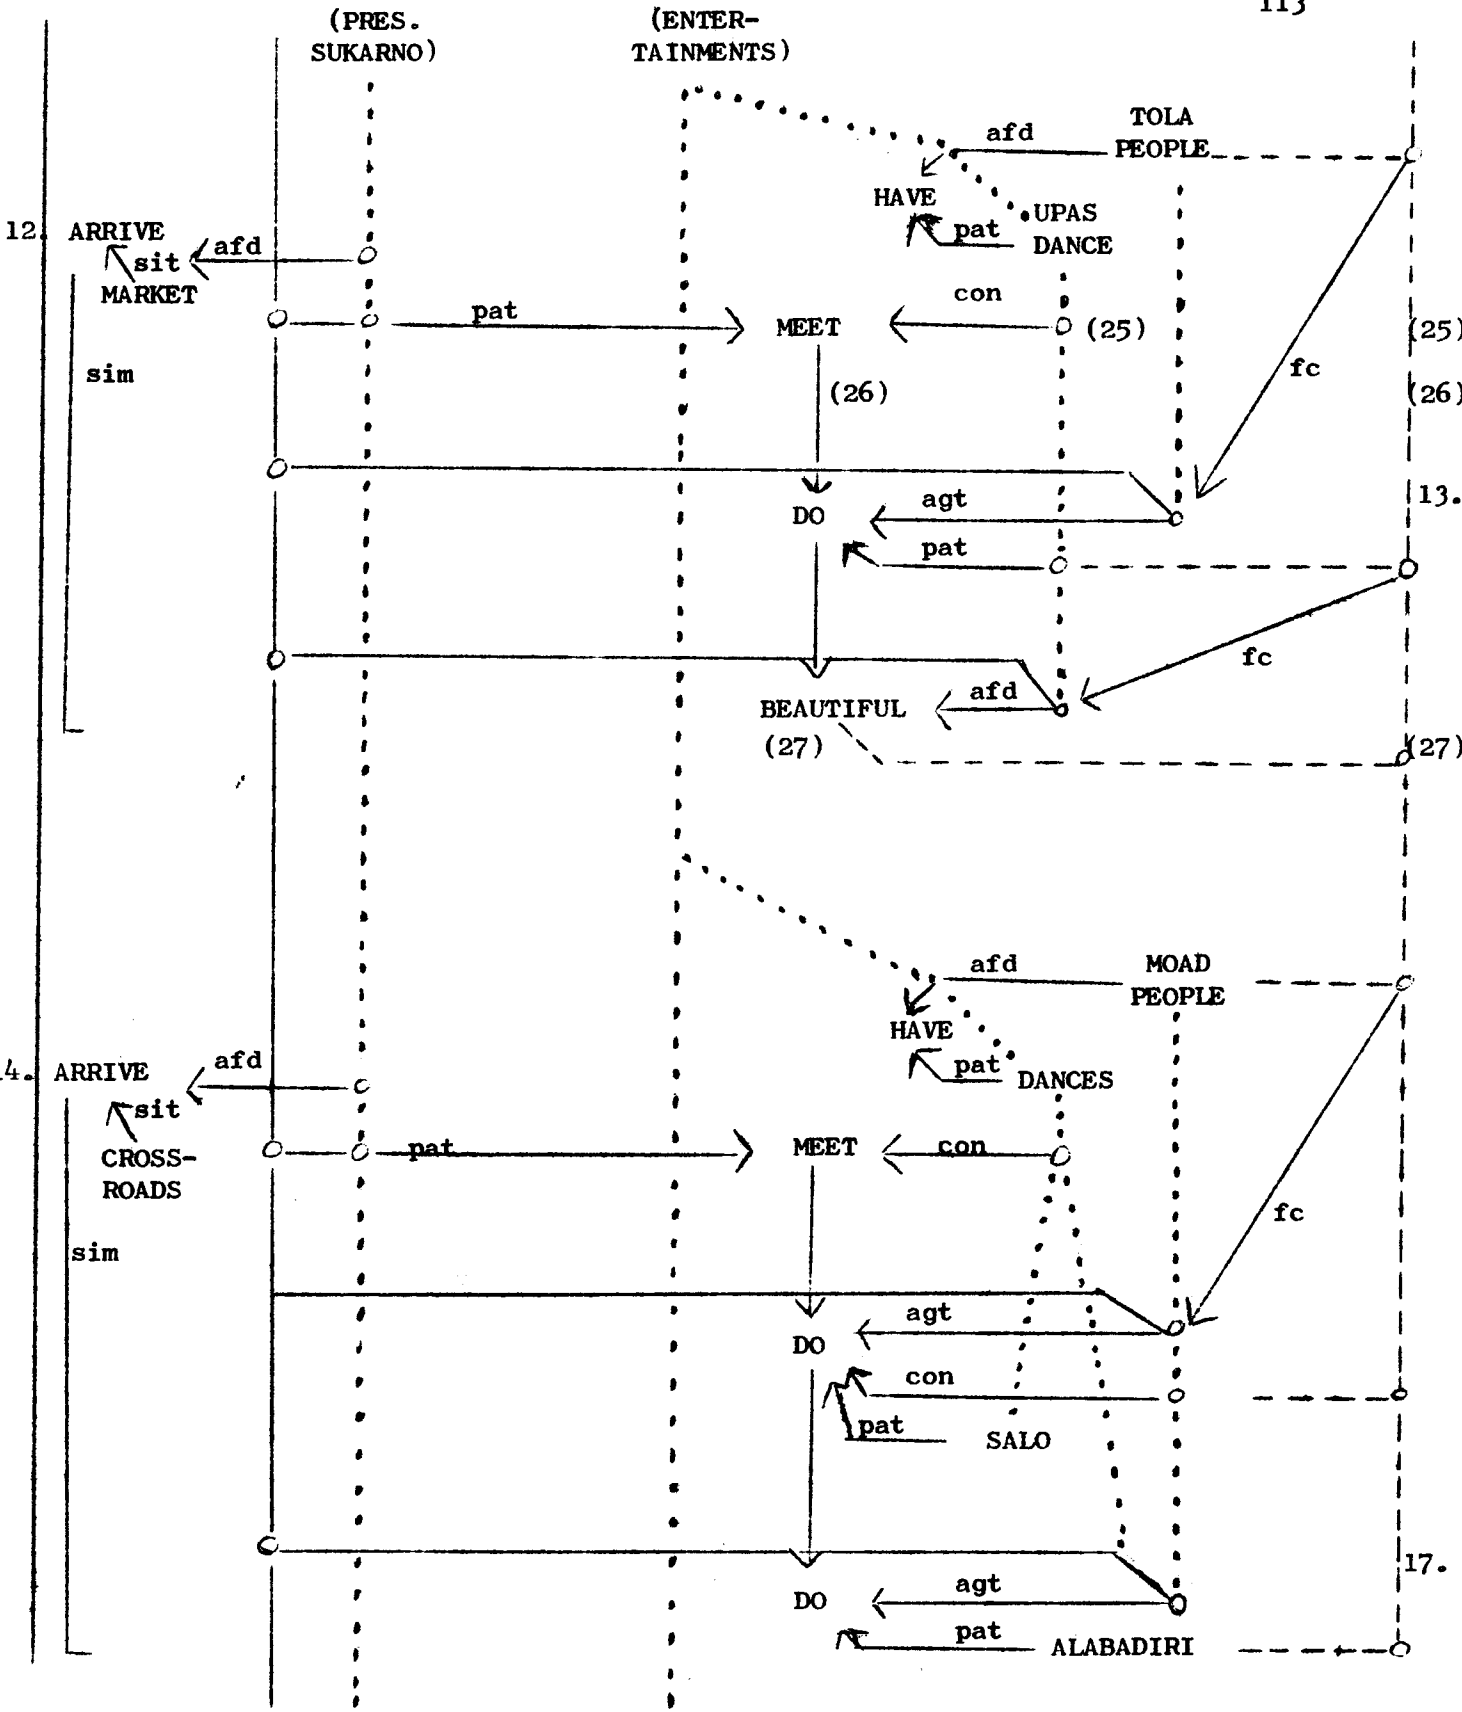 113
(PRES.
SUKARNO)
(ENTER-
TAINMENTS)
TOLA
PEOPLE
afd
HAVE
UPAS
DANCE
pat
12. ARRIVE
afd
sit
MARKET
con
pat
MEET
(25)
(25)
sim
fc
(26)
(26)
13.
agt
DO
pat
fc
afd
BEAUTIFUL
(27)
(27)
afd
MOAD
PEOPLE
HAVE
pat
DANCES
4. ARRIVE
afd
sit
CROSS-
ROADS
pat
MEET
con
sim
fc
agt
DO
con
pat
SALO
17.
agt
DO
pat
ALABADIRI